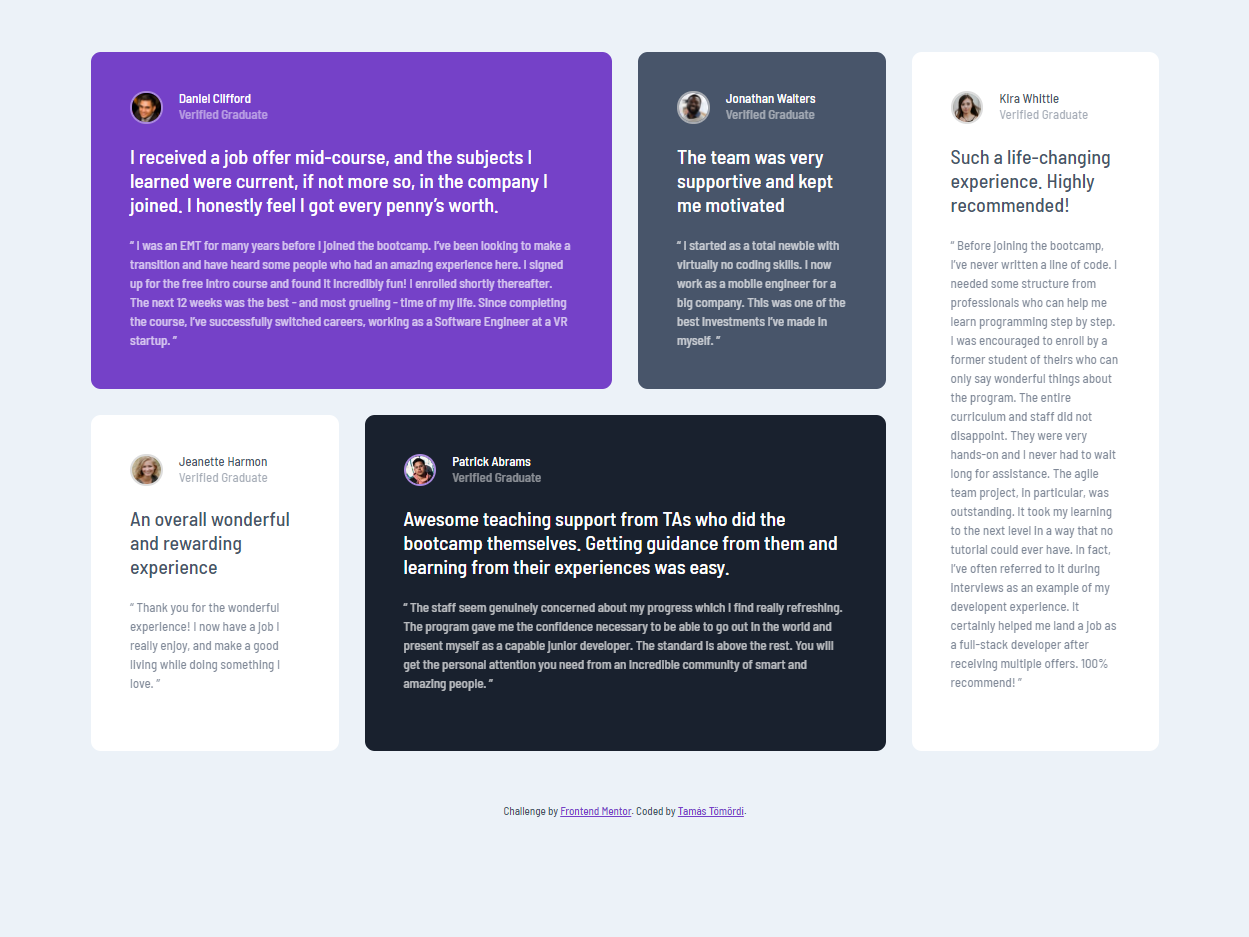 Daniel Clifford
Verified Graduate
I received a job offer mid-course, and the subjects I
learned were current, if not more so, in the company I
joined. I honestly feel I got every penny’s worth.
“ I was an EMT for many years before I joined the bootcamp. I’ve been looking to make a
transition and have heard some people who had an amazing experience here. I signed
up for the free intro course and found it incredibly fun! I enrolled shortly thereafter.
The next 12 weeks was the best - and most grueling - time of my life. Since completing
the course, I’ve successfully switched careers, working as a Software Engineer at a VR
startup. ”
Jonathan Walters
Verified Graduate
The team was very
supportive and kept
me motivated
“ I started as a total newbie with
virtually no coding skills. I now
work as a mobile engineer for a
big company. This was one of the
best investments I’ve made in
myself. ”
Kira Whittle
Verified Graduate
Such a life-changing
experience. Highly
recommended!
“ Before joining the bootcamp,
I’ve never written a line of code. I
needed some structure from
professionals who can help me
learn programming step by step.
I was encouraged to enroll by a
former student of theirs who can
only say wonderful things about
the program. The entire
curriculum and staff did not
disappoint. They were very
hands-on and I never had to wait
long for assistance. The agile
team project, in particular, was
outstanding. It took my learning
to the next level in a way that no
tutorial could ever have. In fact,
I’ve often referred to it during
interviews as an example of my
developent experience. It
certainly helped me land a job as
a full-stack developer after
receiving multiple offers. 100%
recommend! ”
Jeanette Harmon
Verified Graduate
An overall wonderful
and rewarding
experience
“ Thank you for the wonderful
experience! I now have a job I
really enjoy, and make a good
living while doing something I
love. ”
Patrick Abrams
Verified Graduate
Awesome teaching support from TAs who did the
bootcamp themselves. Getting guidance from them and
learning from their experiences was easy.
“ The staff seem genuinely concerned about my progress which I find really refreshing.
The program gave me the confidence necessary to be able to go out in the world and
present myself as a capable junior developer. The standard is above the rest. You will
get the personal attention you need from an incredible community of smart and
amazing people. ”
Challenge by Frontend Mentor. Coded by Tamás Tömördi.